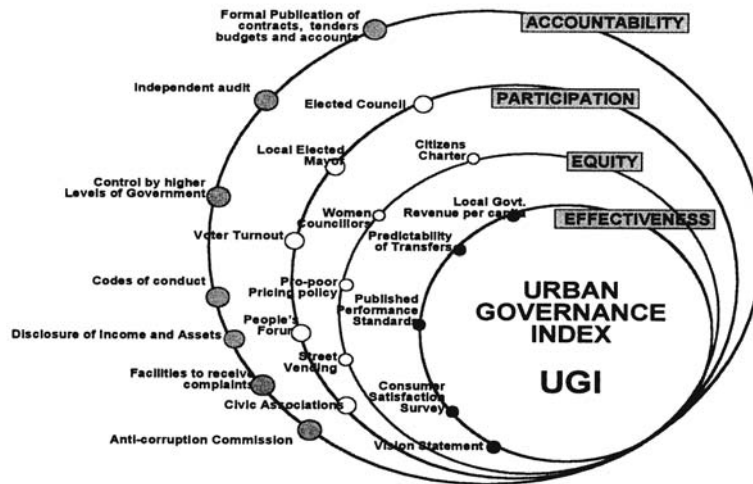 Formal Publication of
contracts, tenders
budgets and accounts
ACCOUNTABILITY
Independent audit
Elected Council
PARTICIPATION
Local Elected
Mayor
Citizens
Charter
EQUITY
Control by higher
Levels of Government
Women
Councillors
Local Govt.
Revenue per capita
EFFECTIVENESS
Voter Turnout
Predictability
of Transfers
Codes of conduct
Pro-poor
Pricing policy
Published
Performance
Standards
URBAN
GOVERNANCE
INDEX
UGI
Disclosure of Income and Assets
People's
Forum
Street
Vending
Facilities to receive
complaints
Civic Associations
Consumer
Satisfaction
Survey
Anti-corruption Commission
Vision Statement